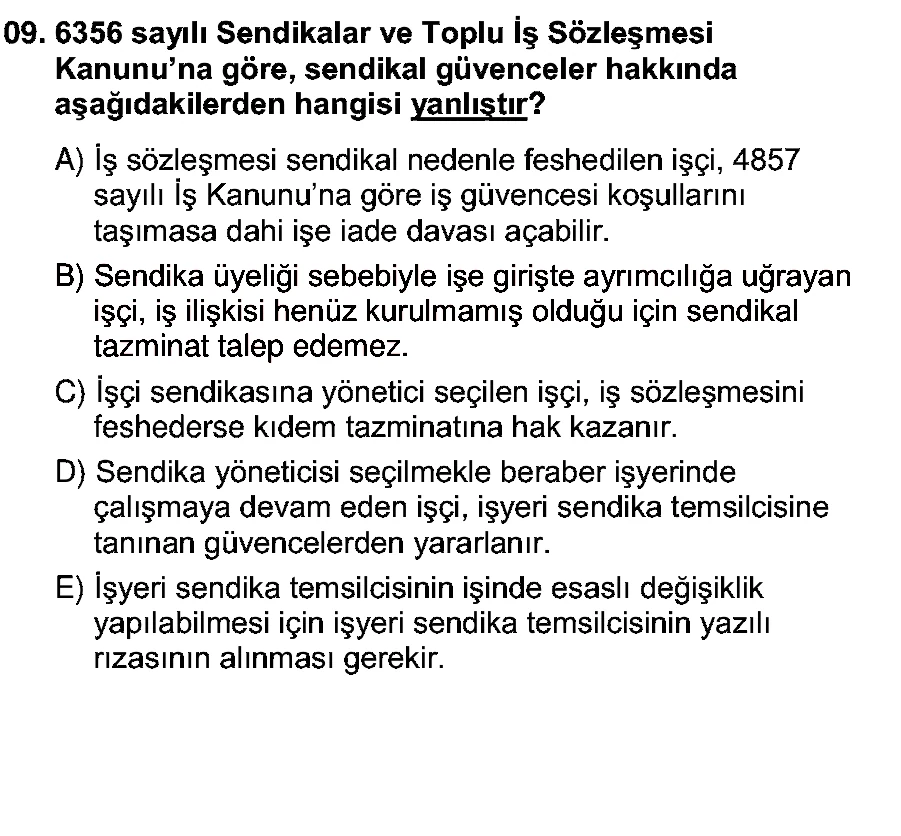 09. 6356 sayılı Sendikalar ve Toplu İş Sözleşmesi
Kanunu’na göre, sendikal güvenceler hakkında
aşağıdakilerden hangisi yanlıştır?
A) İş sözleşmesi sendikal nedenle feshedilen işçi, 4857
sayılı İş Kanunu’na göre iş güvencesi koşullarını
taşımasa dahi işe iade davası açabilir.
B) Sendika üyeliği sebebiyle işe girişte ayrımcılığa uğrayan
işçi, iş ilişkisi henüz kurulmamış olduğu için sendikal
tazminat talep edemez.
C) İşçi sendikasına yönetici seçilen işçi, iş sözleşmesini
feshederse kıdem tazminatına hak kazanır.
D) Sendika yöneticisi seçilmekle beraber işyerinde
çalışmaya devam eden işçi, işyeri sendika temsilcisine
tanınan güvencelerden yararlanır.
E) İşyeri sendika temsilcisinin işinde esaslı değişiklik
yapılabilmesi için işyeri sendika temsilcisinin yazılı
rızasının alınması gerekir.